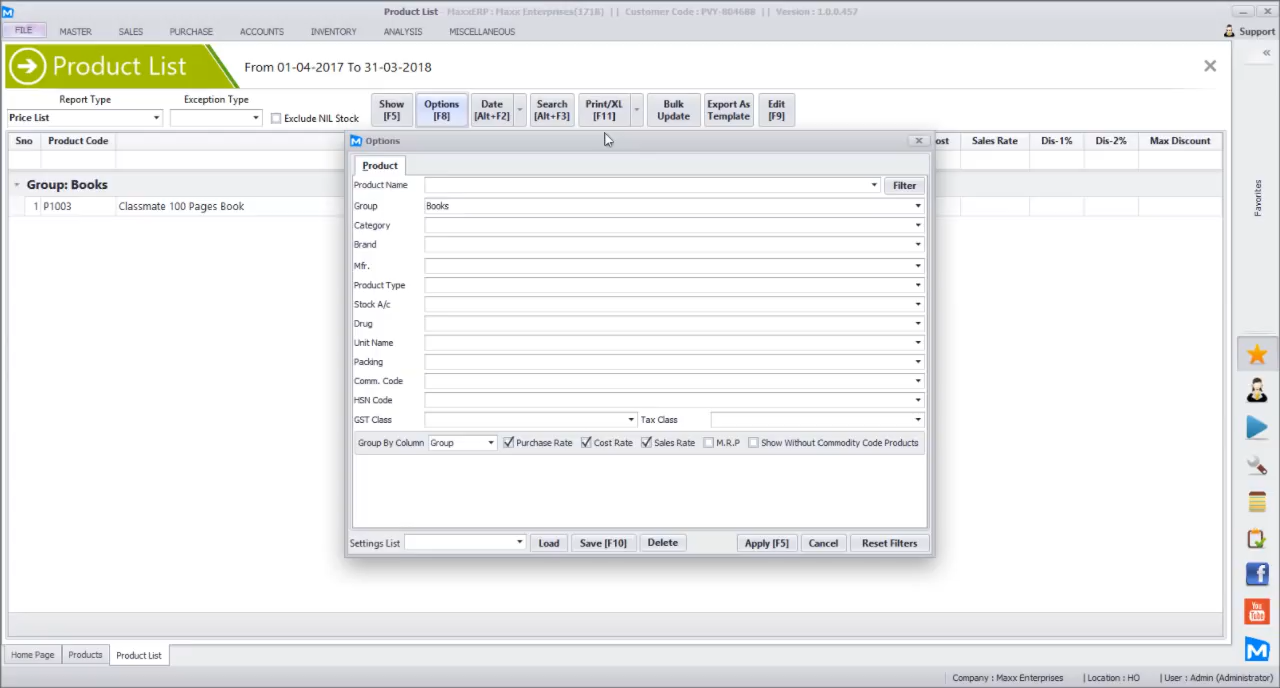 Product List - MaxxERP : Maxx Enterprises[1718] || Customer Code : PVY-804688 || Version : 1.0.0.457
FILE MASTER SALES PURCHASE ACCOUNTS INVENTORY ANALYSIS MISCELLANEOUS Support
Product List From 01-04-2017 To 31-03-2018
Report Type Exception Type
Price List Exclude NIL Stock
Show [F5]
Options [F8]
Date [Alt+F2]
Search [Alt+F3]
Print/XL [F11]
Bulk Update
Export As Template
Edit [F9]
Sno Product Code ost Sales Rate Dis-1% Dis-2% Max Discount
Group: Books
1 P1003 Classmate 100 Pages Book
Options
Product
Product Name Filter
Group Books
Category
Brand
Mfr.
Product Type
Stock A/c
Drug
Unit Name
Packing
Comm. Code
HSN Code
GST Class Tax Class
Group By Column Group Purchase Rate Cost Rate Sales Rate M.R.P Show Without Commodity Code Products
Settings List Load Save [F10] Delete Apply [F5] Cancel Reset Filters
Favorites
You Tube
Home Page Products Product List
Company : Maxx Enterprises | Location : HO | User : Admin (Administrator)